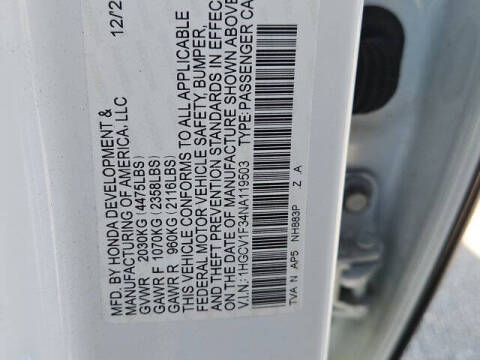 MFD. BY HONDA DEVELOPMENT & 12/2
MANUFACTURING OF AMERICA, LLC
GVWR 2030KG (4475LBS)
GAWR F 1070KG (2358LBS)
GAWR R 960KG (2116LBS)
THIS VEHICLE CONFORMS TO ALL APPLICABLE
FEDERAL MOTOR VEHICLE SAFETY, BUMPER,
AND THEFT PREVENTION STANDARDS IN EFFECT
ON THE DATE OF MANUFACTURE SHOWN ABOVE.
V.I.N.: 1HGCV1F34NA119503 TYPE:PASSENGER CAR
TVA N AP5 NH883P Z A